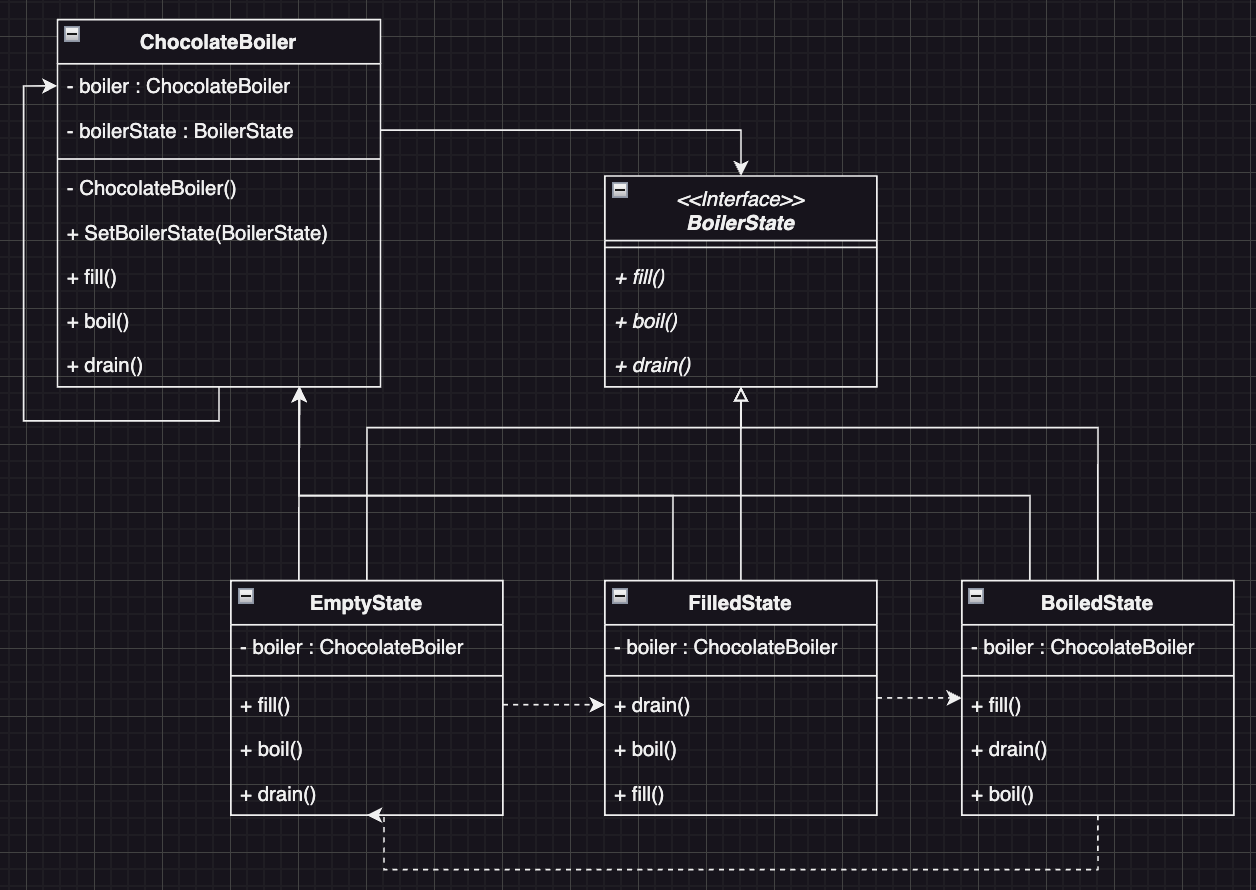 ChocolateBoiler
- boiler : ChocolateBoiler
- boilerState : BoilerState
- ChocolateBoiler()
+ SetBoilerState(BoilerState)
+ fill()
+ boil()
+ drain()
<<Interface>>
BoilerState
+ fill()
+ boil()
+ drain()
EmptyState
- boiler : ChocolateBoiler
+ fill()
+ boil()
+ drain()
FilledState
- boiler : ChocolateBoiler
+ drain()
+ boil()
+ fill()
BoiledState
- boiler : ChocolateBoiler
+ fill()
+ drain()
+ boil()